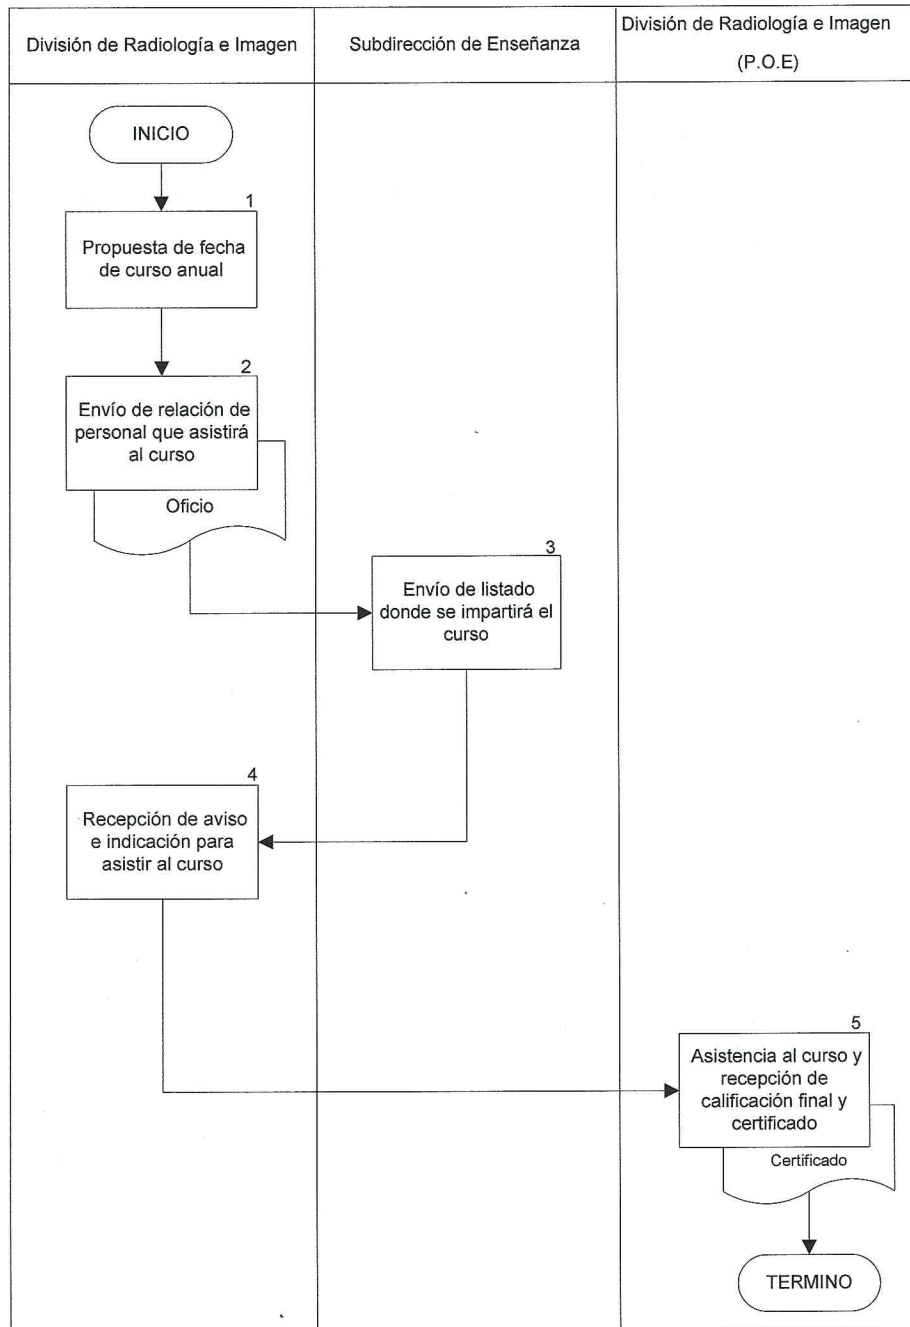 División de Radiología e Imagen
Subdirección de Enseñanza
División de Radiología e Imagen
(P.O.E)
INICIO
1
Propuesta de fecha
de curso anual
2
Envío de relación de
personal que asistirá
al curso
Oficio
3
Envío de listado
donde se impartirá el
curso
4
Recepción de aviso
e indicación para
asistir al curso
5
Asistencia al curso y
recepción de
calificación final y
certificado
Certificado
TERMINO